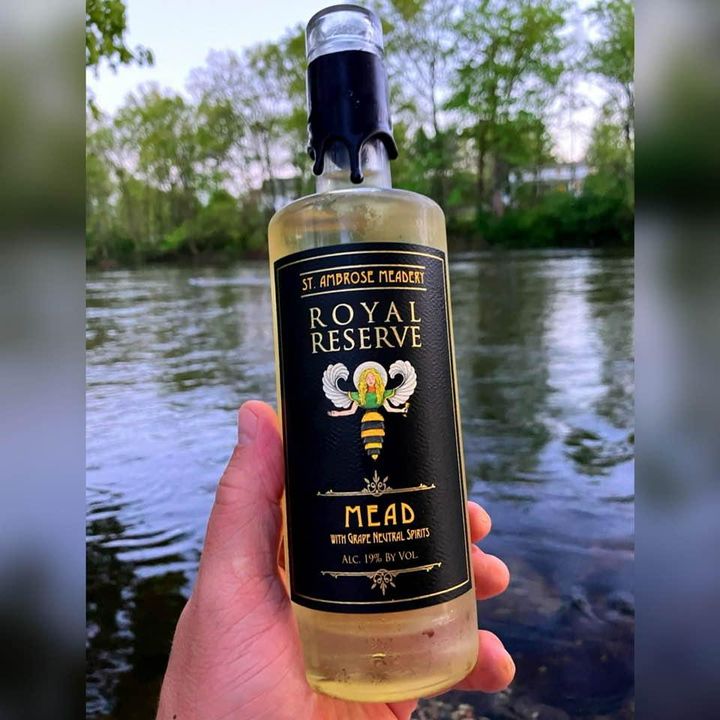 ST. AMBROSE MEADERY
ROYAL
RESERVE
MEAD
WITH GRAPE NEUTRAL SPIRITS
ALC. 19% BY VOL.